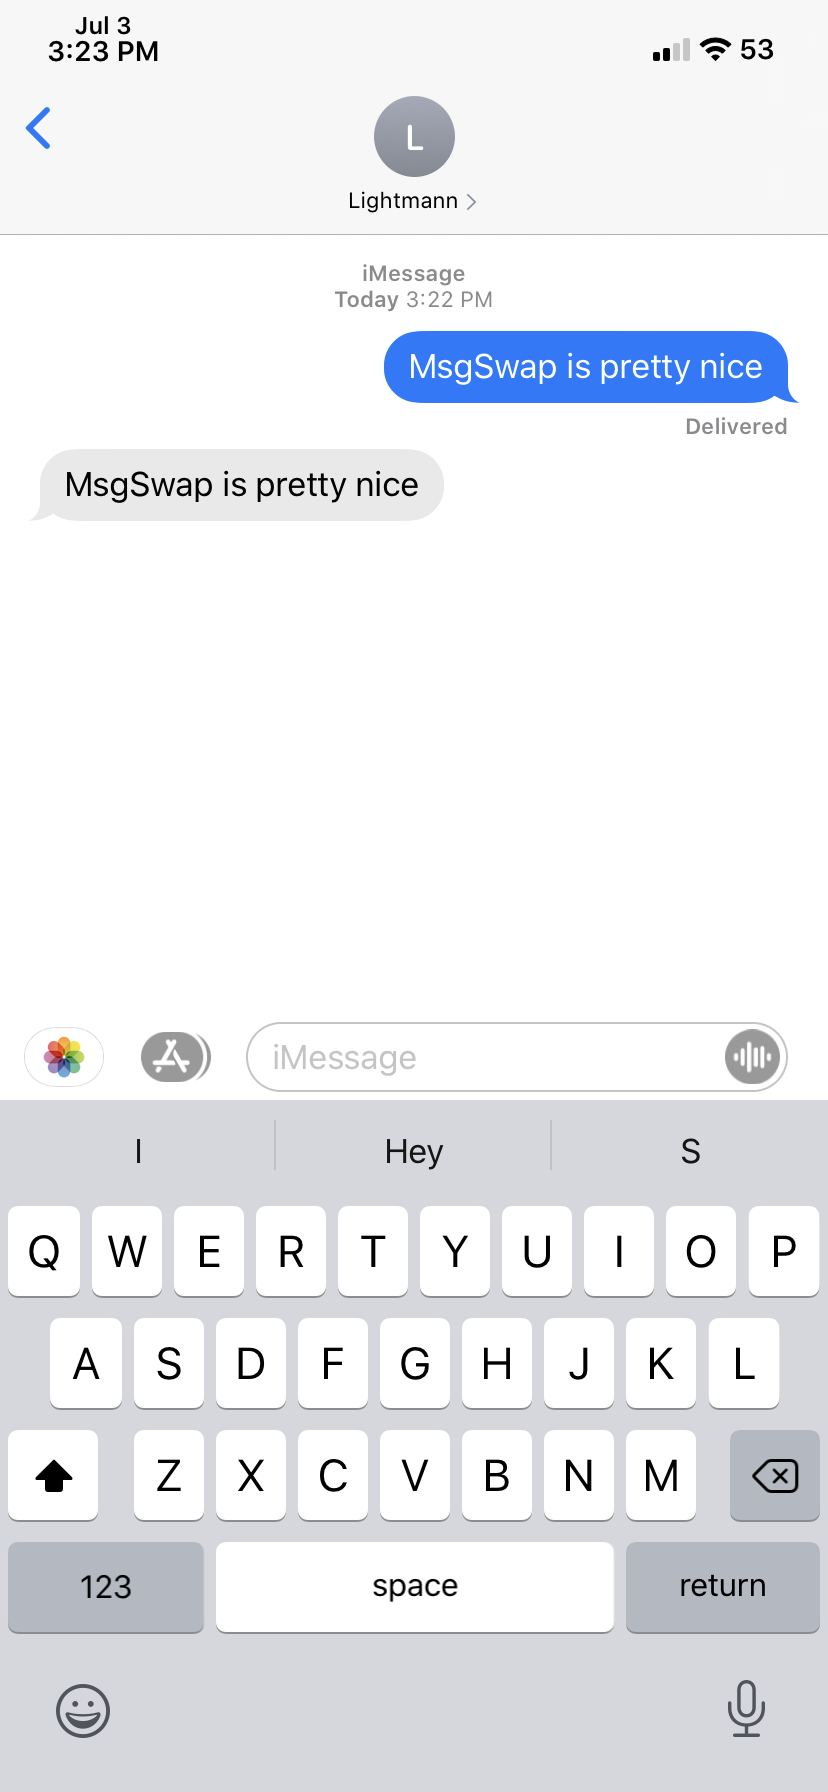 Jul 3
3:23 PM
53
L
Lightmann
iMessage
Today 3:22 PM
MsgSwap is pretty nice
Delivered
MsgSwap is pretty nice
iMessage
I Hey S
Q W E R T Y U I O P
A S D F G H J K L
Z X C V B N M
123 space return